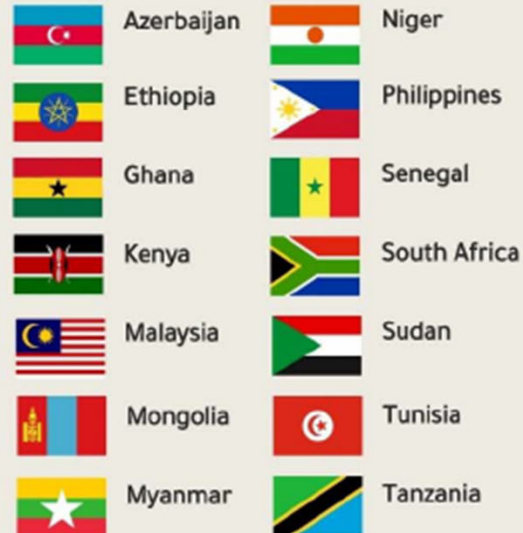 Azerbaijan
Ethiopia
Ghana
Kenya
Malaysia
Mongolia
Myanmar
Niger
Philippines
Senegal
South Africa
Sudan
Tunisia
Tanzania